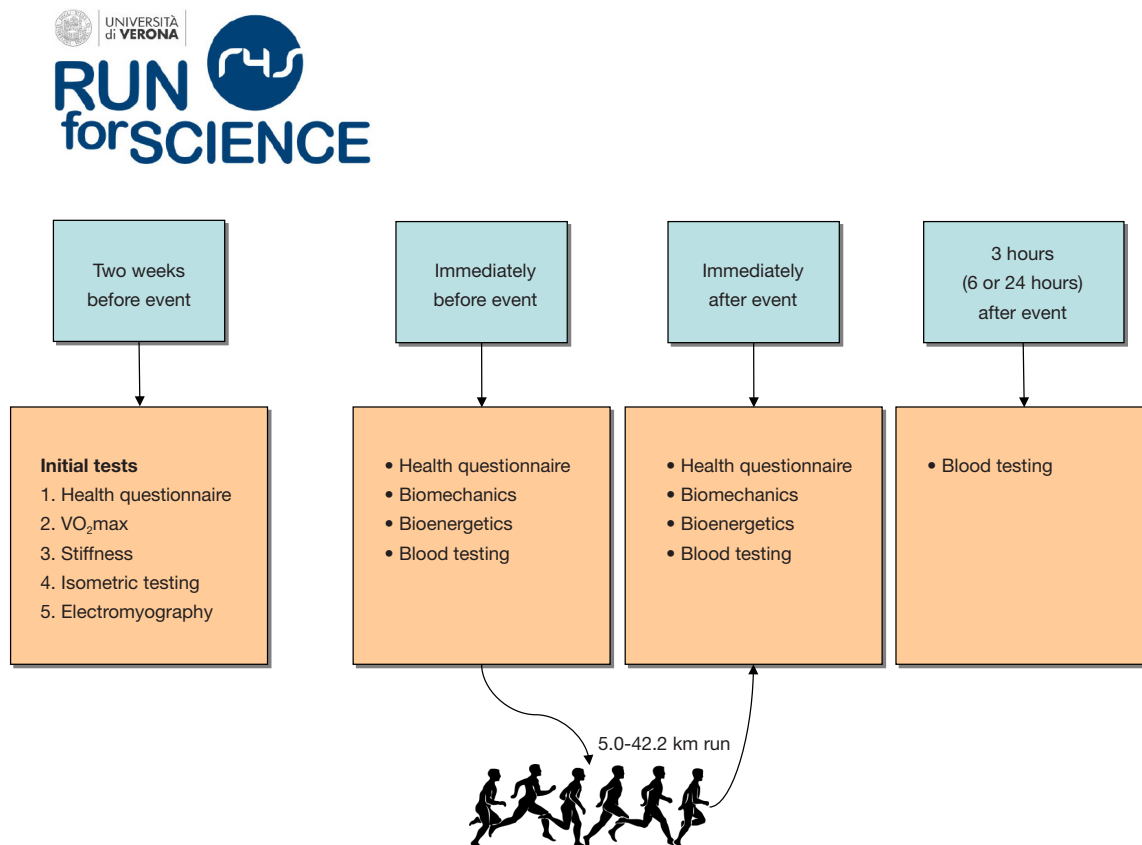 UNIVERSITÀ
di VERONA
r4s
RUN
forSCIENCE
Two weeks
before event
Immediately
before event
Immediately
after event
3 hours
(6 or 24 hours)
after event
Initial tests
1. Health questionnaire
2. VO₂max
3. Stiffness
4. Isometric testing
5. Electromyography
• Health questionnaire
• Biomechanics
• Bioenergetics
• Blood testing
• Health questionnaire
• Biomechanics
• Bioenergetics
• Blood testing
• Blood testing
5.0-42.2 km run